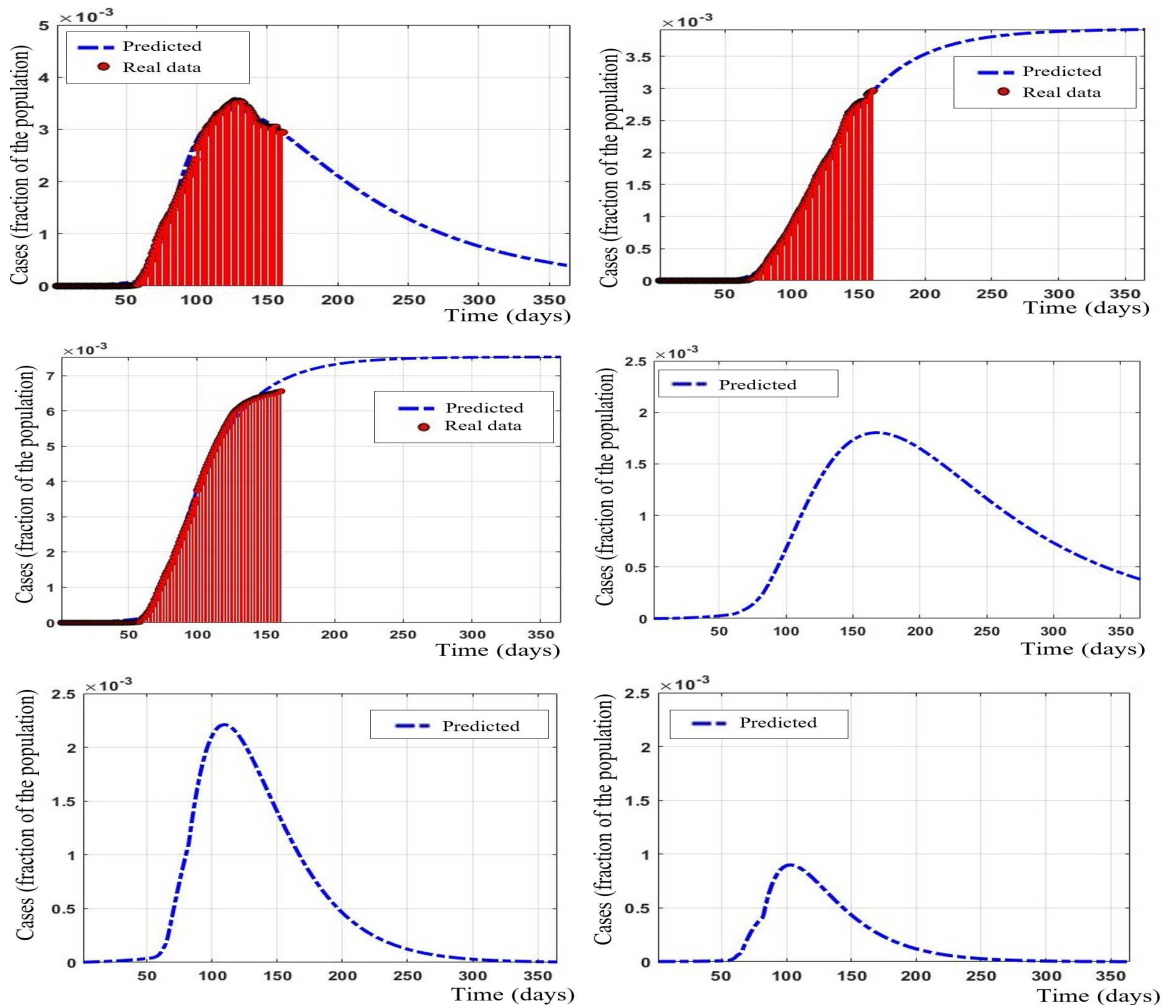 ×10⁻³
5
4
3
2
1
0
Cases (fraction of the population)
Predicted
Real data
50 100 150 200 250 300 350
Time (days)
×10⁻³
3.5
3
2.5
2
1.5
1
0.5
0
Cases (fraction of the population)
Predicted
Real data
50 100 150 200 250 300 350
Time (days)
×10⁻³
7
6
5
4
3
2
1
0
Cases (fraction of the population)
Predicted
Real data
50 100 150 200 250 300 350
Time (days)
×10⁻³
2.5
2
1.5
1
0.5
0
Cases (fraction of the population)
Predicted
50 100 150 200 250 300 350
Time (days)
×10⁻³
2.5
2
1.5
1
0.5
0
Cases (fraction of the population)
Predicted
50 100 150 200 250 300 350
Time (days)
×10⁻³
2.5
2
1.5
1
0.5
0
Cases (fraction of the population)
Predicted
50 100 150 200 250 300 350
Time (days)